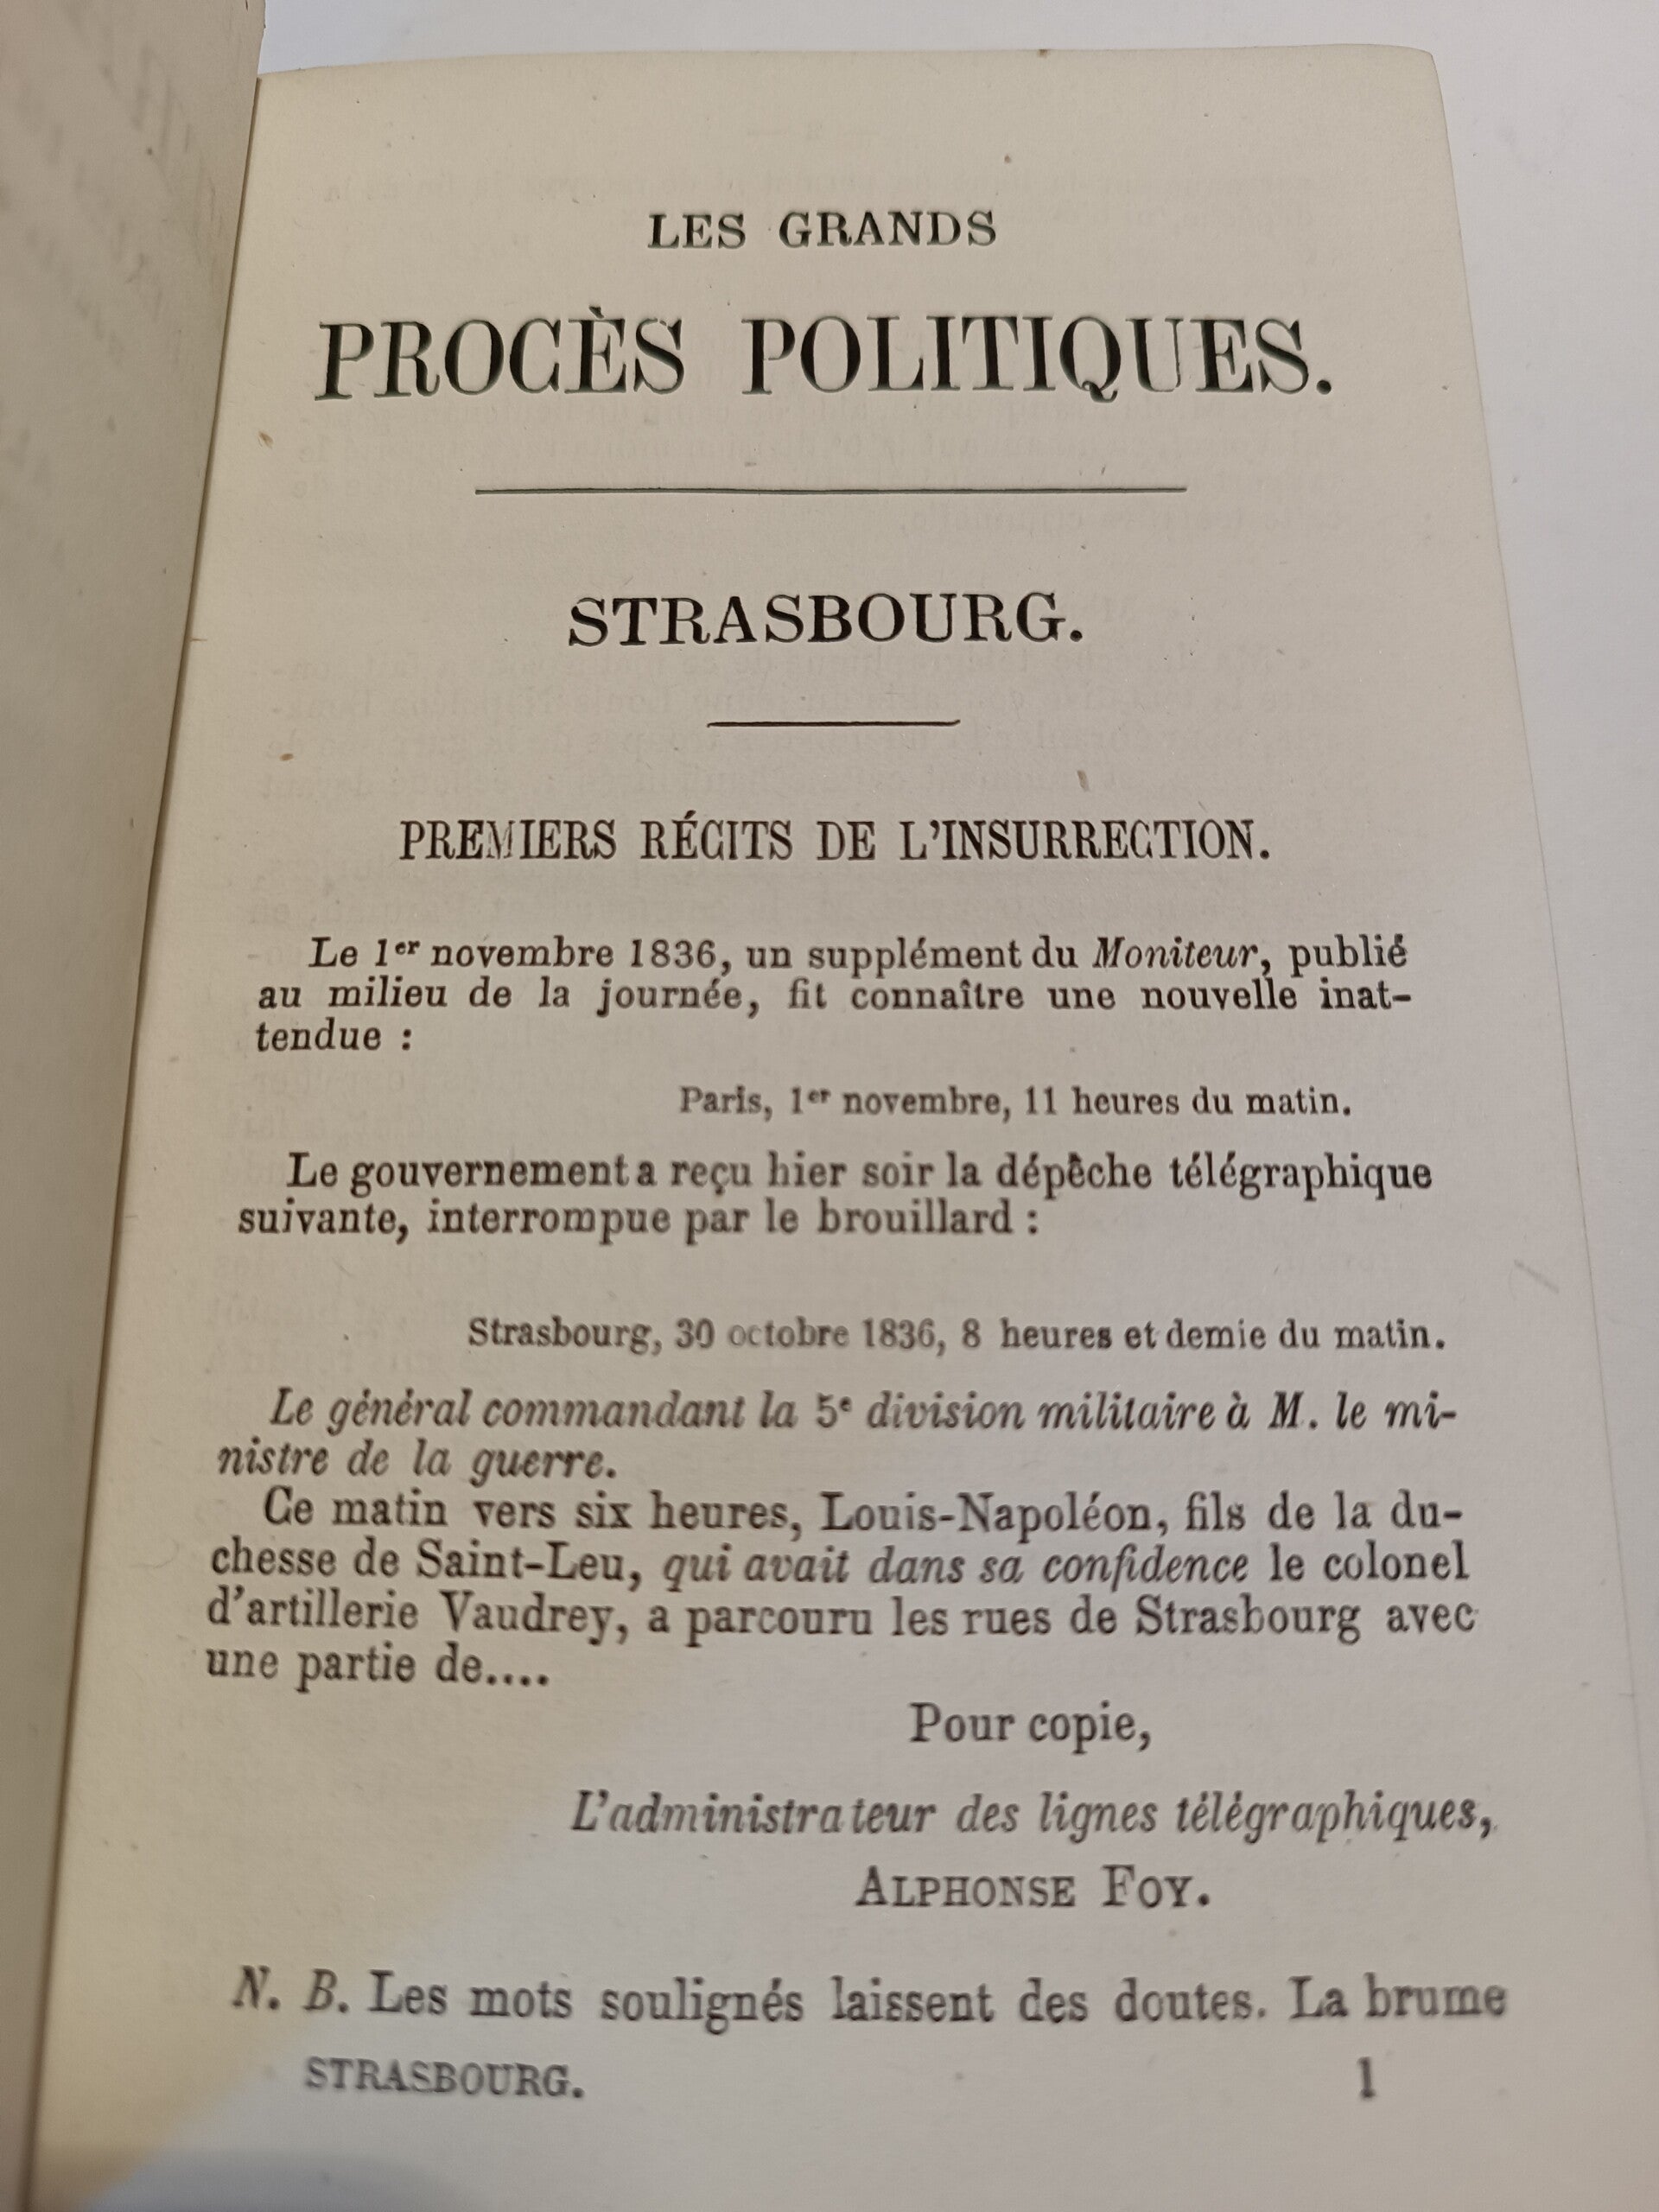 LES GRANDS
PROCÈS POLITIQUES.
STRASBOURG.
PREMIERS RÉCITS DE L'INSURRECTION.
Le 1er novembre 1836, un supplément du Moniteur, publié
au milieu de la journée, fit connaître une nouvelle inat-
tendue :
Paris, 1er novembre, 11 heures du matin.
Le gouvernement a reçu hier soir la dépêche télégraphique
suivante, interrompue par le brouillard :
Strasbourg, 30 octobre 1836, 8 heures et demie du matin.
Le général commandant la 5e division militaire à M. le mi-
nistre de la guerre.
Ce matin vers six heures, Louis-Napoléon, fils de la du-
chesse de Saint-Leu, qui avait dans sa confidence le colonel
d'artillerie Vaudrey, a parcouru les rues de Strasbourg avec
une partie de....
Pour copie,
L'administrateur des lignes télégraphiques,
ALPHONSE FOY.
N. B. Les mots soulignés laissent des doutes. La brume
STRASBOURG. 1